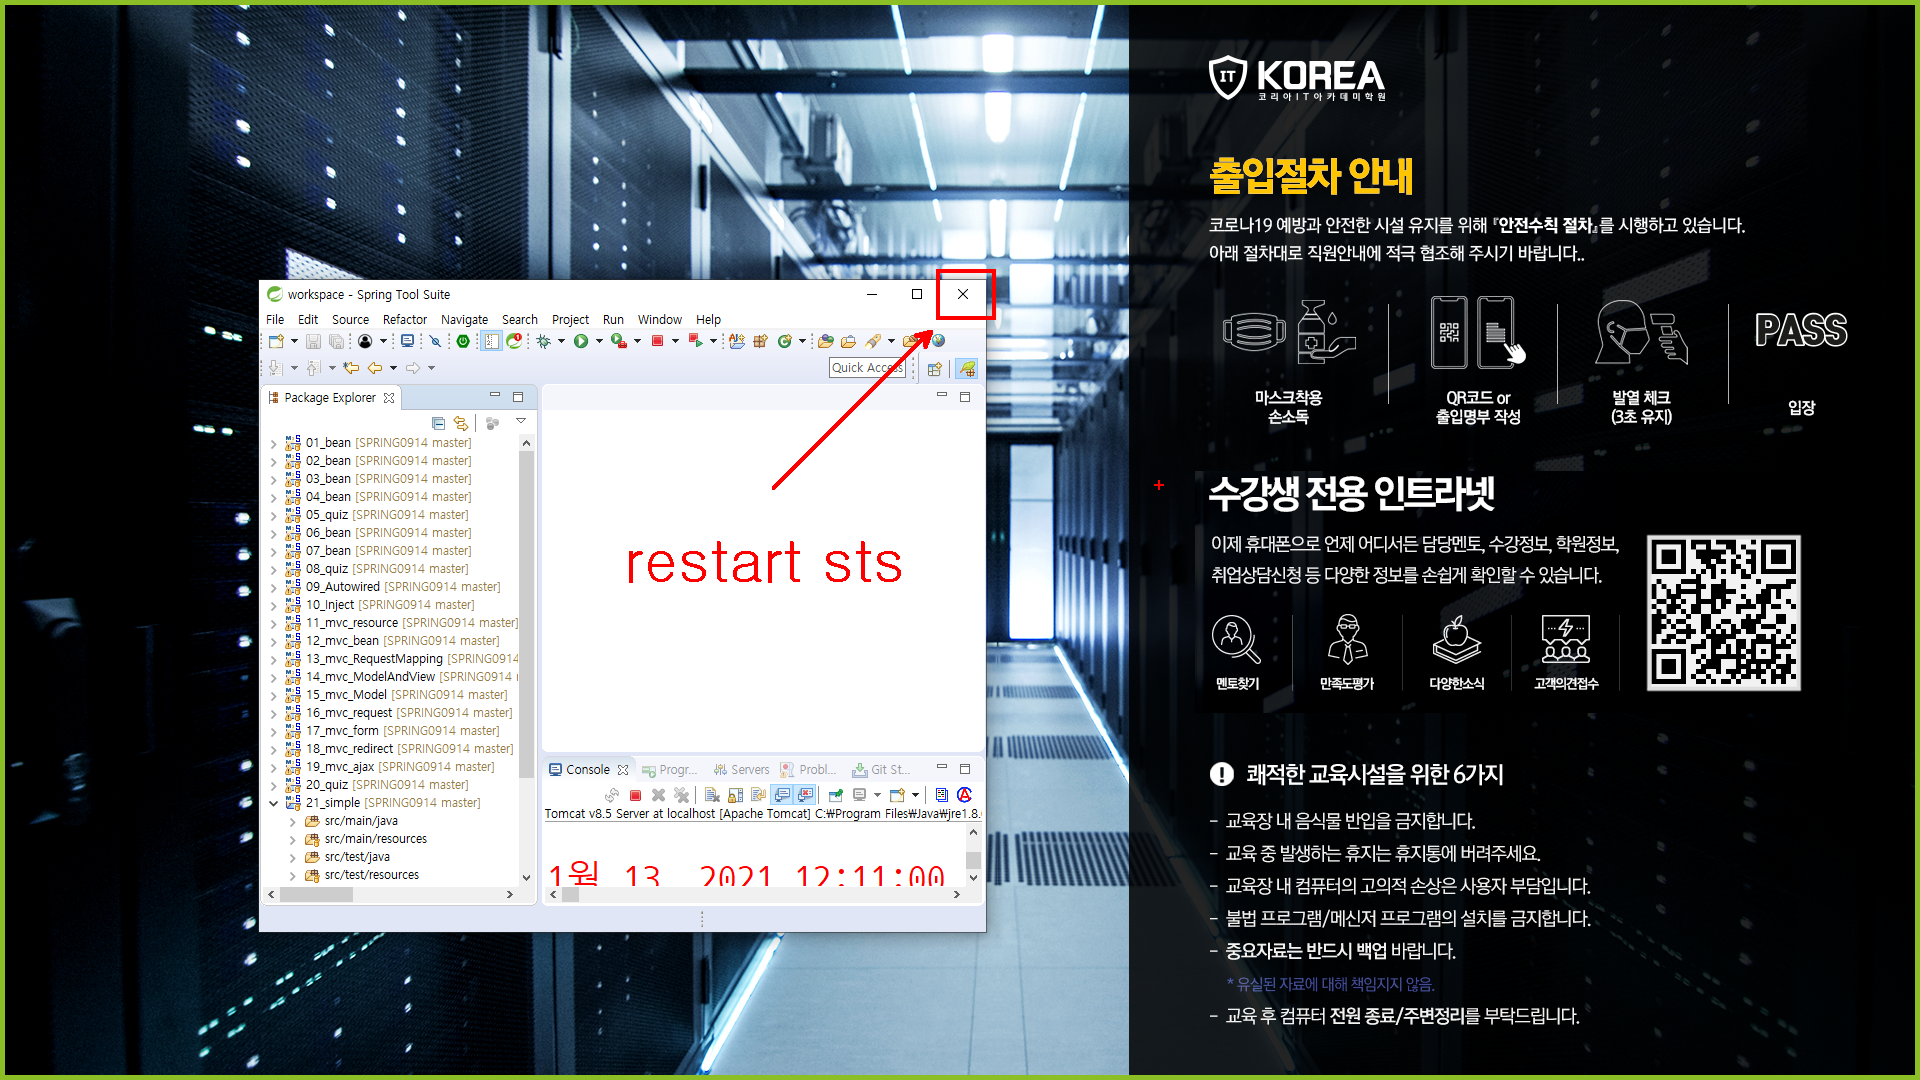 workspace - Spring Tool Suite
File Edit Source Refactor Navigate Search Project Run Window Help
Quick Access
Package Explorer
01_bean [SPRING0914 master]
02_bean [SPRING0914 master]
03_bean [SPRING0914 master]
04_bean [SPRING0914 master]
05_quiz [SPRING0914 master]
06_bean [SPRING0914 master]
07_bean [SPRING0914 master]
08_quiz [SPRING0914 master]
09_Autowired [SPRING0914 master]
10_Inject [SPRING0914 master]
11_mvc_resource [SPRING0914 master]
12_mvc_bean [SPRING0914 master]
13_mvc_RequestMapping [SPRING0914
14_mvc_ModelAndView [SPRING0914
15_mvc_Model [SPRING0914 master]
16_mvc_request [SPRING0914 master]
17_mvc_form [SPRING0914 master]
18_mvc_redirect [SPRING0914 master]
19_mvc_ajax [SPRING0914 master]
20_quiz [SPRING0914 master]
21_simple [SPRING0914 master]
src/main/java
src/main/resources
src/test/java
src/test/resources
restart sts
Console Progr... Servers Probl... Git St...
Tomcat v8.5 Server at localhost [Apache Tomcat] C:₩Program Files₩Java₩jre1.8.
1월 13, 2021 12:11:00
IT KOREA
코리아IT아카데미학원
출입절차 안내
코로나19 예방과 안전한 시설 유지를 위해 『안전수칙 절차』를 시행하고 있습니다.
아래 절차대로 직원안내에 적극 협조해 주시기 바랍니다..
PASS
마스크착용
손소독
QR코드 or
출입명부 작성
발열 체크
(3초 유지)
입장
수강생 전용 인트라넷
이제 휴대폰으로 언제 어디서든 담당멘토, 수강정보, 학원정보,
취업상담신청 등 다양한 정보를 손쉽게 확인할 수 있습니다.
멘토찾기 만족도평가 다양한소식 고객의견접수
! 쾌적한 교육시설을 위한 6가지
- 교육장 내 음식물 반입을 금지합니다.
- 교육 중 발생하는 휴지는 휴지통에 버려주세요.
- 교육장 내 컴퓨터의 고의적 손상은 사용자 부담입니다.
- 불법 프로그램/메신저 프로그램의 설치를 금지합니다.
- 중요자료는 반드시 백업 바랍니다.
* 유실된 자료에 대해 책임지지 않음.
- 교육 후 컴퓨터 전원 종료/주변정리를 부탁드립니다.